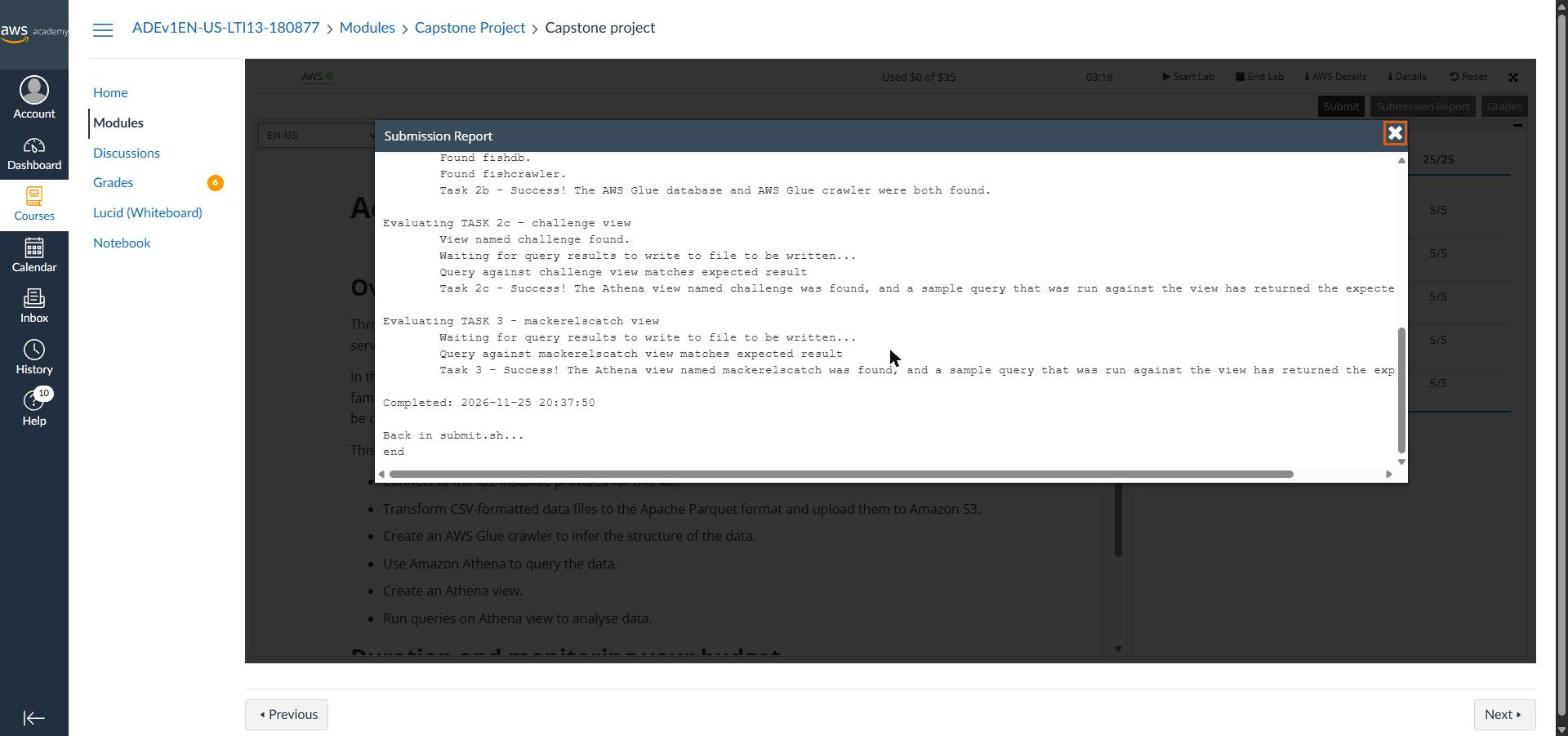 aws academy
ADEv1EN-US-LTI13-180877 > Modules > Capstone Project > Capstone project
Account
Dashboard
Courses
Calendar
Inbox
History
10
Help
Home
Modules
Discussions
Grades
6
Lucid (Whiteboard)
Notebook
AWS
Used $0 of $35
03:18
Start Lab
End Lab
AWS Details
Details
Reset
Submit
Submission Report
Grades
EN-US
Submission Report
25/25
5/5
5/5
5/5
5/5
5/5
Found fishdb.
Found fishcrawler.
Task 2b - Success! The AWS Glue database and AWS Glue crawler were both found.
Evaluating TASK 2c - challenge view
View named challenge found.
Waiting for query results to write to file to be written...
Query against challenge view matches expected result
Task 2c - Success! The Athena view named challenge was found, and a sample query that was run against the view has returned the expecte
Evaluating TASK 3 - mackerelscatch view
Waiting for query results to write to file to be written...
Query against mackerelscatch view matches expected result
Task 3 - Success! The Athena view named mackerelscatch was found, and a sample query that was run against the view has returned the exp
Completed: 2026-11-25 20:37:50
Back in submit.sh...
end
Transform CSV-formatted data files to the Apache Parquet format and upload them to Amazon S3.
Create an AWS Glue crawler to infer the structure of the data.
Use Amazon Athena to query the data.
Create an Athena view.
Run queries on Athena view to analyse data.
Duration and monitoring your budget
Previous
Next